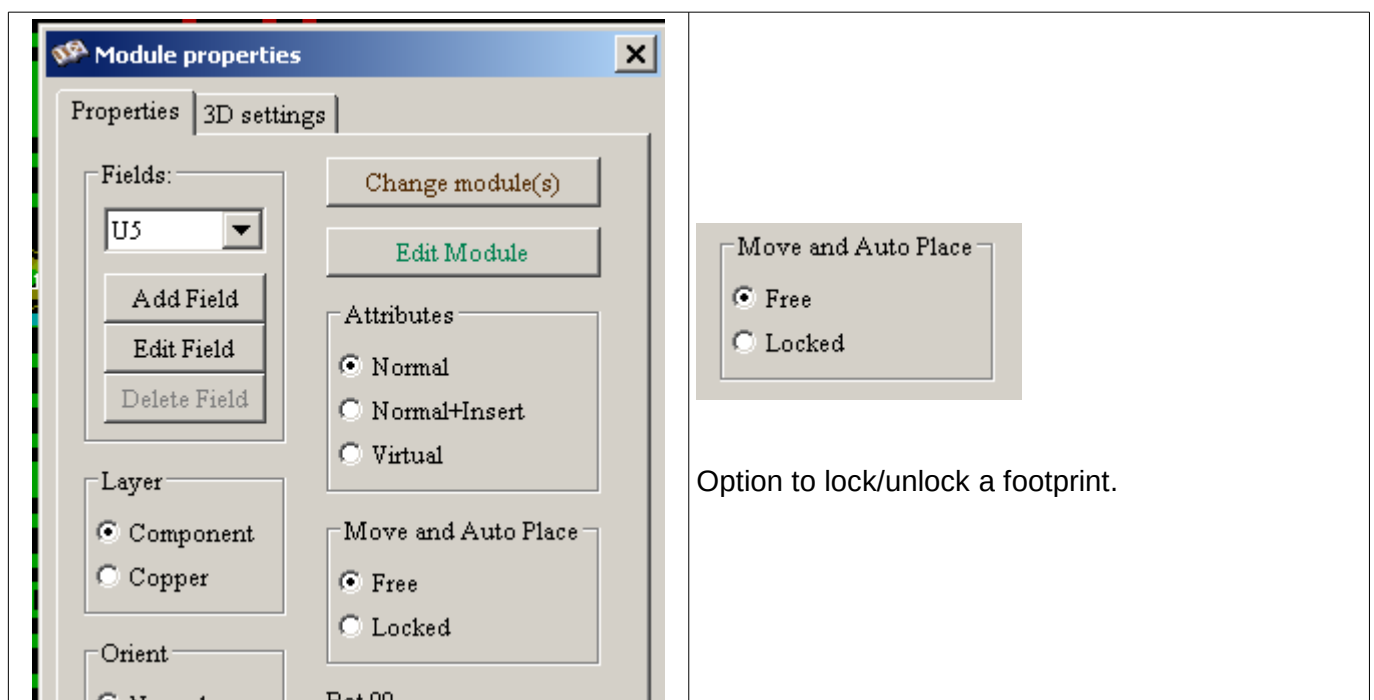 Module properties
Properties
3D settings
Fields:
U5
Add Field
Edit Field
Delete Field
Layer
Component
Copper
Orient
Change module(s)
Edit Module
Attributes
Normal
Normal+Insert
Virtual
Move and Auto Place
Free
Locked
Move and Auto Place
Free
Locked
Option to lock/unlock a footprint.